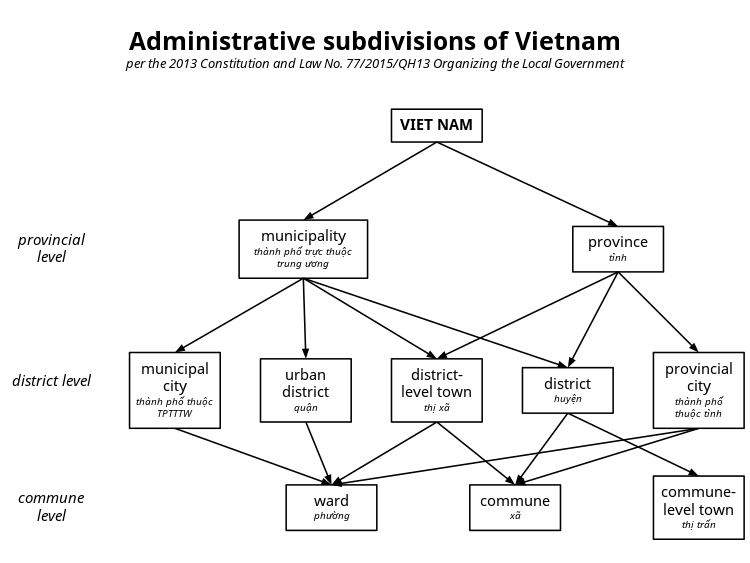 Administrative subdivisions of Vietnam
per the 2013 Constitution and Law No. 77/2015/QH13 Organizing the Local Government
VIET NAM
provincial
level
municipality
thành phố trực thuộc
trung ương
province
tỉnh
district level
municipal
city
thành phố thuộc
TPTTTW
urban
district
quận
district-
level town
thị xã
district
huyện
provincial
city
thành phố
thuộc tỉnh
commune
level
ward
phường
commune
xã
commune-
level town
thị trấn